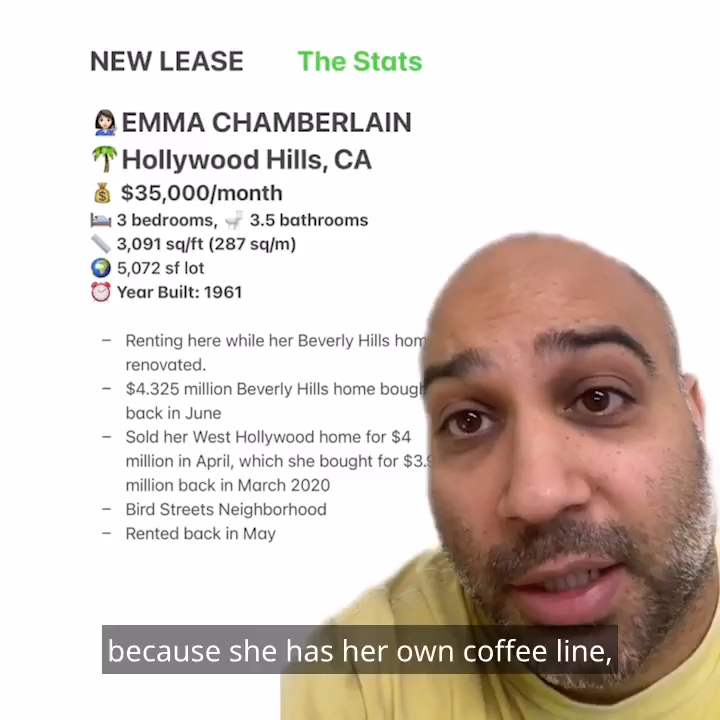 NEW LEASE The Stats
EMMA CHAMBERLAIN
Hollywood Hills, CA
$35,000/month
3 bedrooms, 3.5 bathrooms
3,091 sq/ft (287 sq/m)
5,072 sf lot
Year Built: 1961
– Renting here while her Beverly Hills hom
renovated.
– $4.325 million Beverly Hills home bough
back in June
– Sold her West Hollywood home for $4
million in April, which she bought for $3.9
million back in March 2020
– Bird Streets Neighborhood
– Rented back in May
because she has her own coffee line,